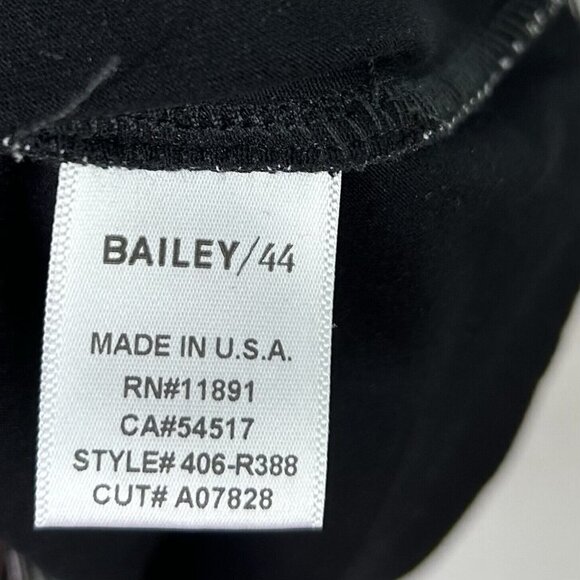 BAILEY/44
MADE IN U.S.A.
RN#11891
CA#54517
STYLE# 406-R388
CUT# A07828